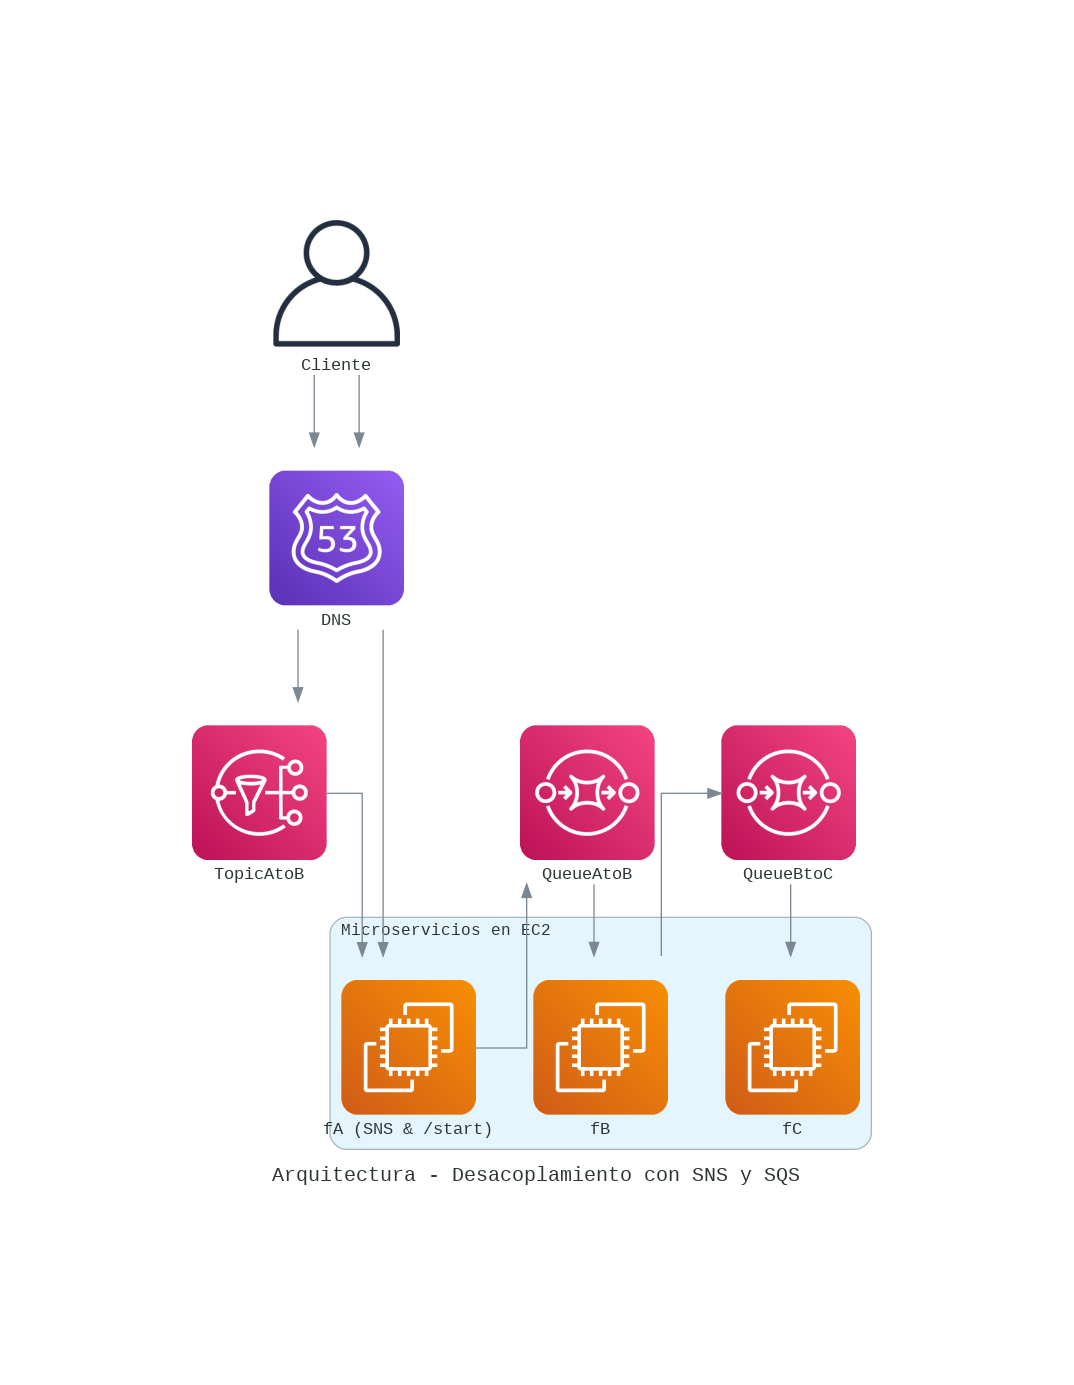 Cliente
53
DNS
TopicAtoB
QueueAtoB
QueueBtoC
Microservicios en EC2
fA (SNS & /start)
fB
fC
Arquitectura - Desacoplamiento con SNS y SQS